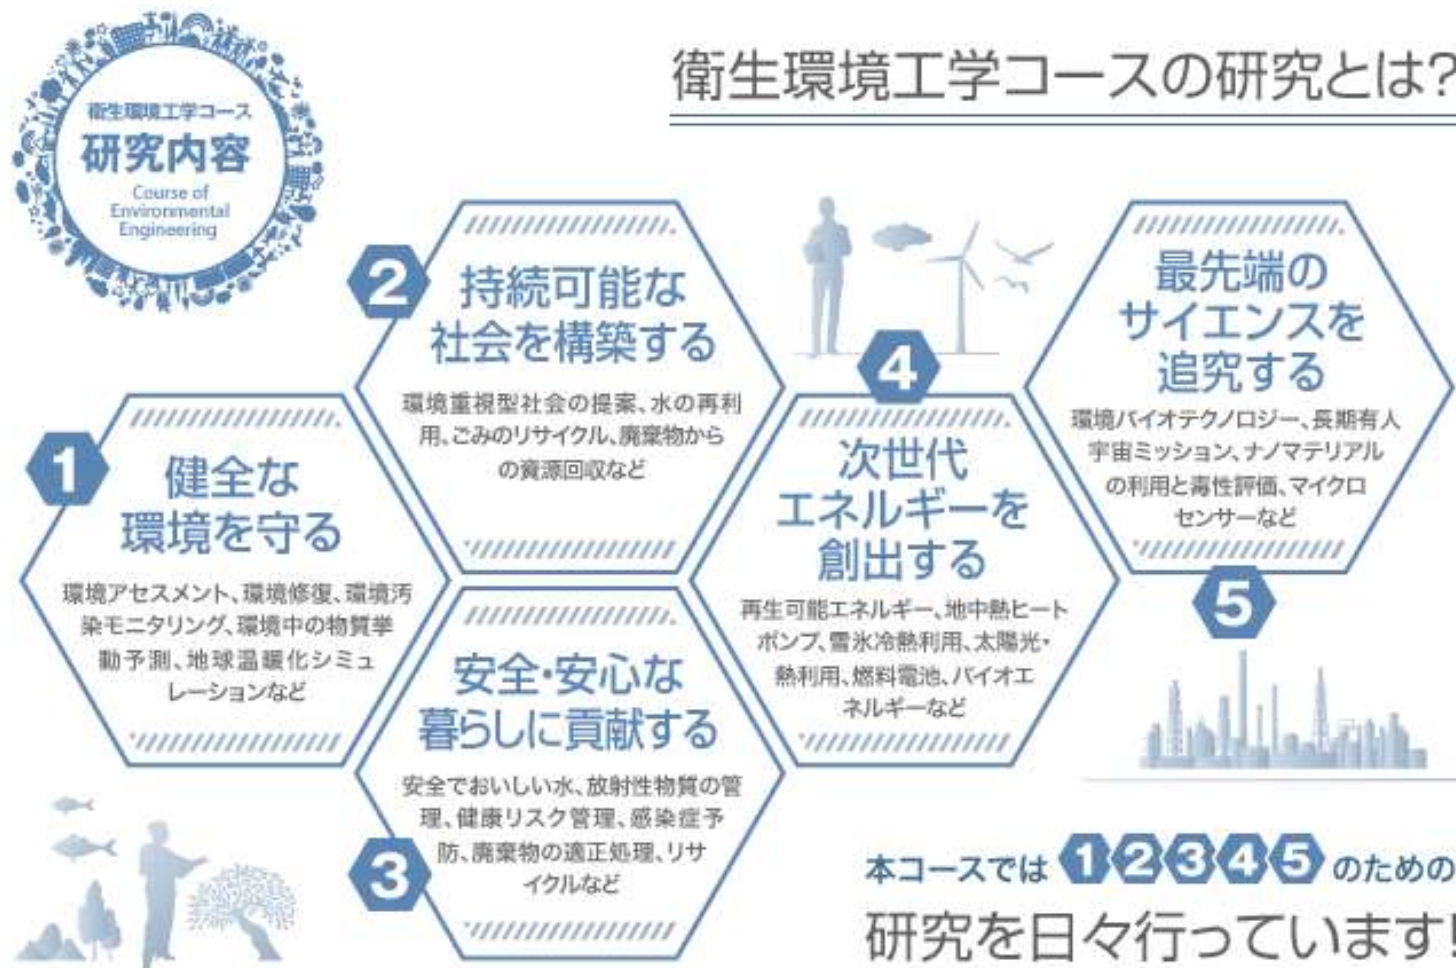 衛生環境工学コース
研究内容
Course of
Environmental
Engineering
衛生環境工学コースの研究とは?
1
健全な
環境を守る
環境アセスメント、環境修復、環境汚
染モニタリング、環境中の物質挙
動予測、地球温暖化シミュ
レーションなど
2
持続可能な
社会を構築する
環境重視型社会の提案、水の再利
用、ごみのリサイクル、廃棄物から
の資源回収など
3
安全・安心な
暮らしに貢献する
安全でおいしい水、放射性物質の管
理、健康リスク管理、感染症予
防、廃棄物の適正処理、リサ
イクルなど
4
次世代
エネルギーを
創出する
再生可能エネルギー、地中熱ヒート
ポンプ、雪氷冷熱利用、太陽光・
熱利用、燃料電池、バイオエ
ネルギーなど
最先端の
サイエンスを
追究する
環境バイオテクノロジー、長期有人
宇宙ミッション、ナノマテリアル
の利用と毒性評価、マイクロ
センサーなど
5
本コースでは 1 2 3 4 5 のための
研究を日々行っています!